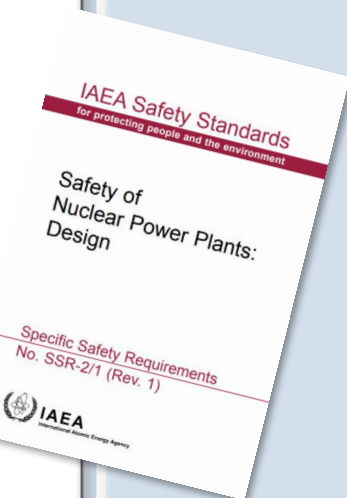 IAEA Safety Standards
for protecting people and the environment
Safety of
Nuclear Power Plants:
Design
Specific Safety Requirements
No. SSR-2/1 (Rev. 1)
IAEA
International Atomic Energy Agency